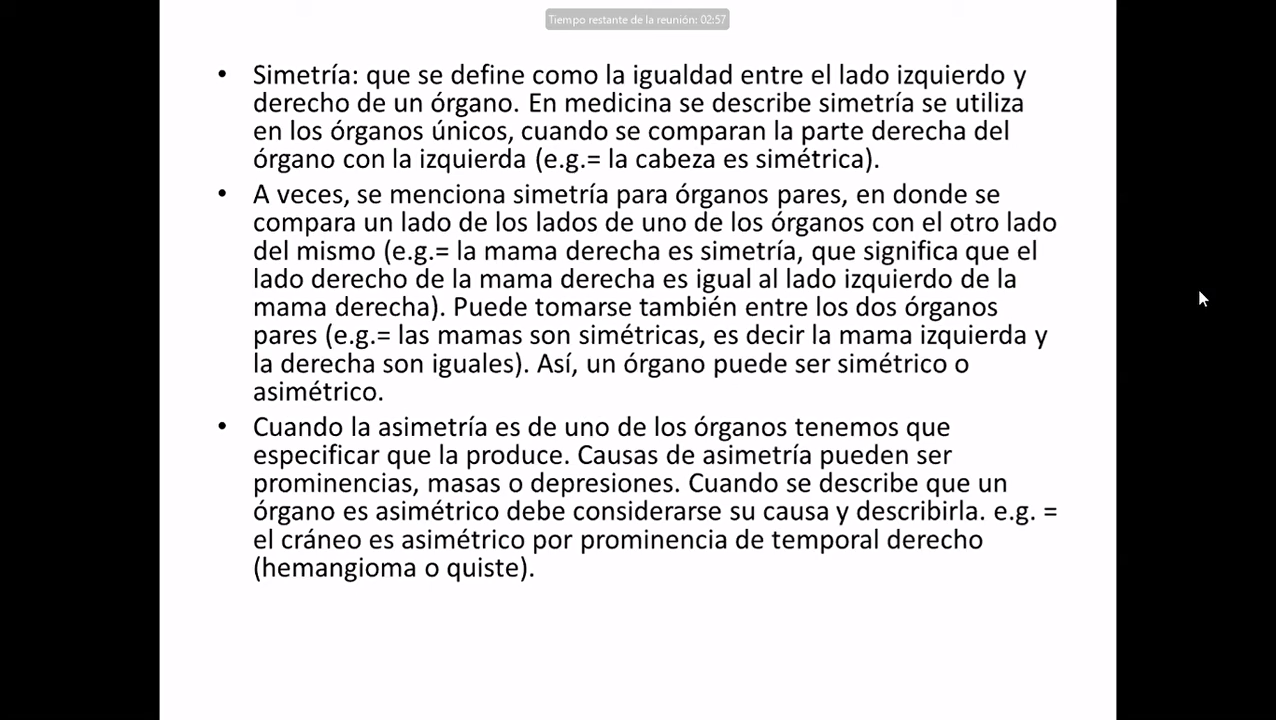 Tiempo restante de la reunión: 02:57
• Simetría: que se define como la igualdad entre el lado izquierdo y
derecho de un órgano. En medicina se describe simetría se utiliza
en los órganos únicos, cuando se comparan la parte derecha del
órgano con la izquierda (e.g.= la cabeza es simétrica).
• A veces, se menciona simetría para órganos pares, en donde se
compara un lado de los lados de uno de los órganos con el otro lado
del mismo (e.g.= la mama derecha es simetría, que significa que el
lado derecho de la mama derecha es igual al lado izquierdo de la
mama derecha). Puede tomarse también entre los dos órganos
pares (e.g.= las mamas son simétricas, es decir la mama izquierda y
la derecha son iguales). Así, un órgano puede ser simétrico o
asimétrico.
• Cuando la asimetría es de uno de los órganos tenemos que
especificar que la produce. Causas de asimetría pueden ser
prominencias, masas o depresiones. Cuando se describe que un
órgano es asimétrico debe considerarse su causa y describirla. e.g. =
el cráneo es asimétrico por prominencia de temporal derecho
(hemangioma o quiste).